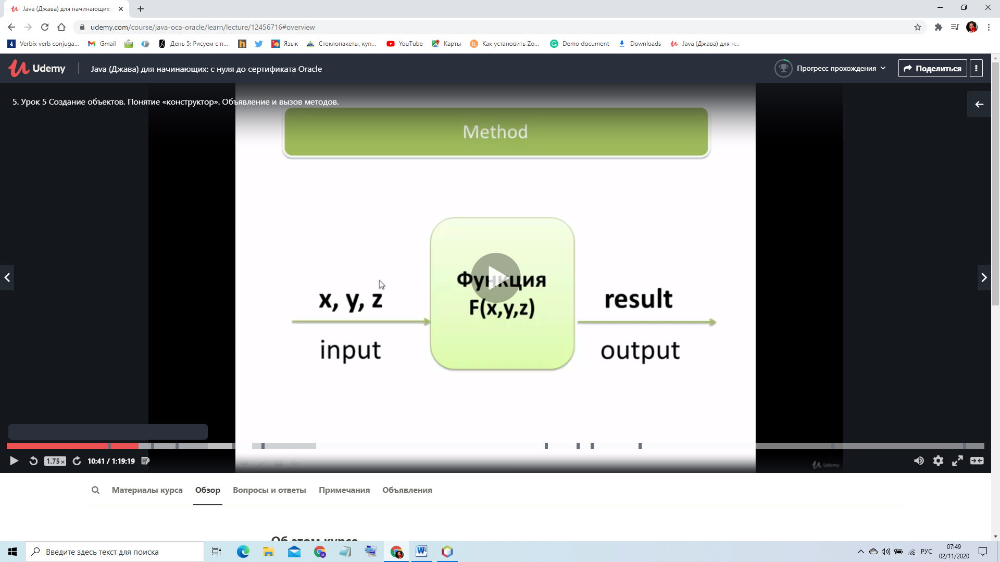 Java (Джава) для начинающих:
udemy.com/course/java-oca-oracle/learn/lecture/12456716#overview
Verbix verb conjuga...
Gmail
День 5: Рисуем с п...
Язык
Стеклопакеты, куп...
YouTube
Карты
Как установить Zo...
Demo document
Downloads
Java (Джава) для н...
Udemy
Java (Джава) для начинающих: с нуля до сертификата Oracle
Прогресс прохождения
Поделиться
5. Урок 5 Создание объектов. Понятие «конструктор». Объявление и вызов методов.
Method
Функция
F(x,y,z)
x, y, z
input
result
output
1.75 x
10:41 / 1:19:19
Udemy
Материалы курса
Обзор
Вопросы и ответы
Примечания
Объявления
Об этом курсе
Введите здесь текст для поиска
РУС
07:49
02/11/2020